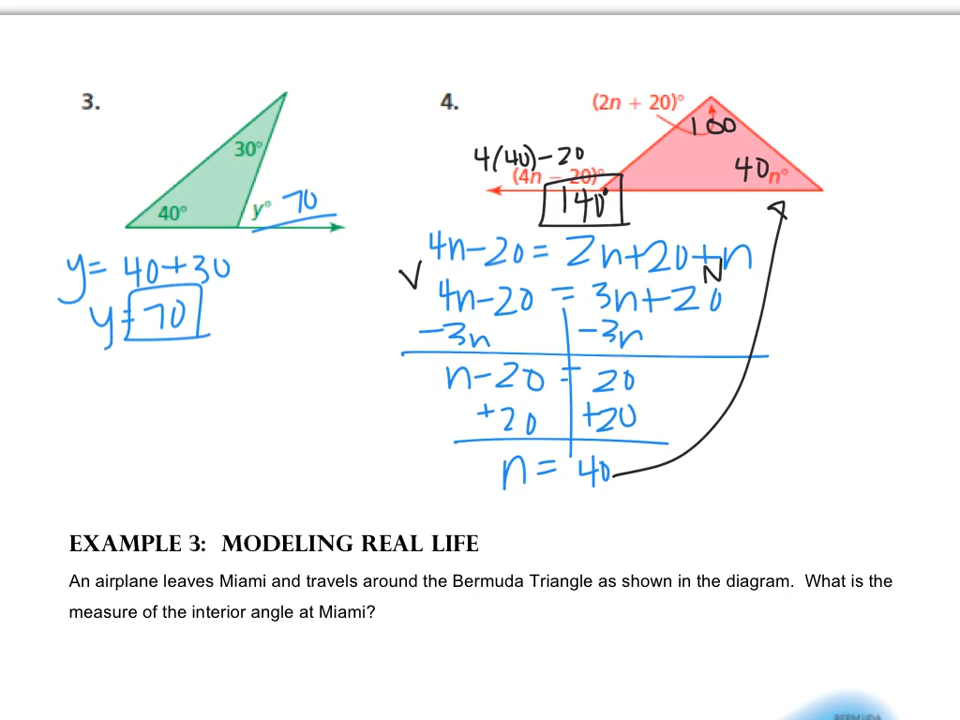 3.
30°
40°
y° 70
y = 40+30
y = 70
4.
(2n + 20)°
100
4(40)-20
(4n - 20)°
140°
40 n°
4n-20 = 2n+20+n
√ N
4n-20 = 3n+20
-3n -3n
n-20 = 20
+20 +20
n = 40
EXAMPLE 3: MODELING REAL LIFE
An airplane leaves Miami and travels around the Bermuda Triangle as shown in the diagram. What is the
measure of the interior angle at Miami?
BERMUDA